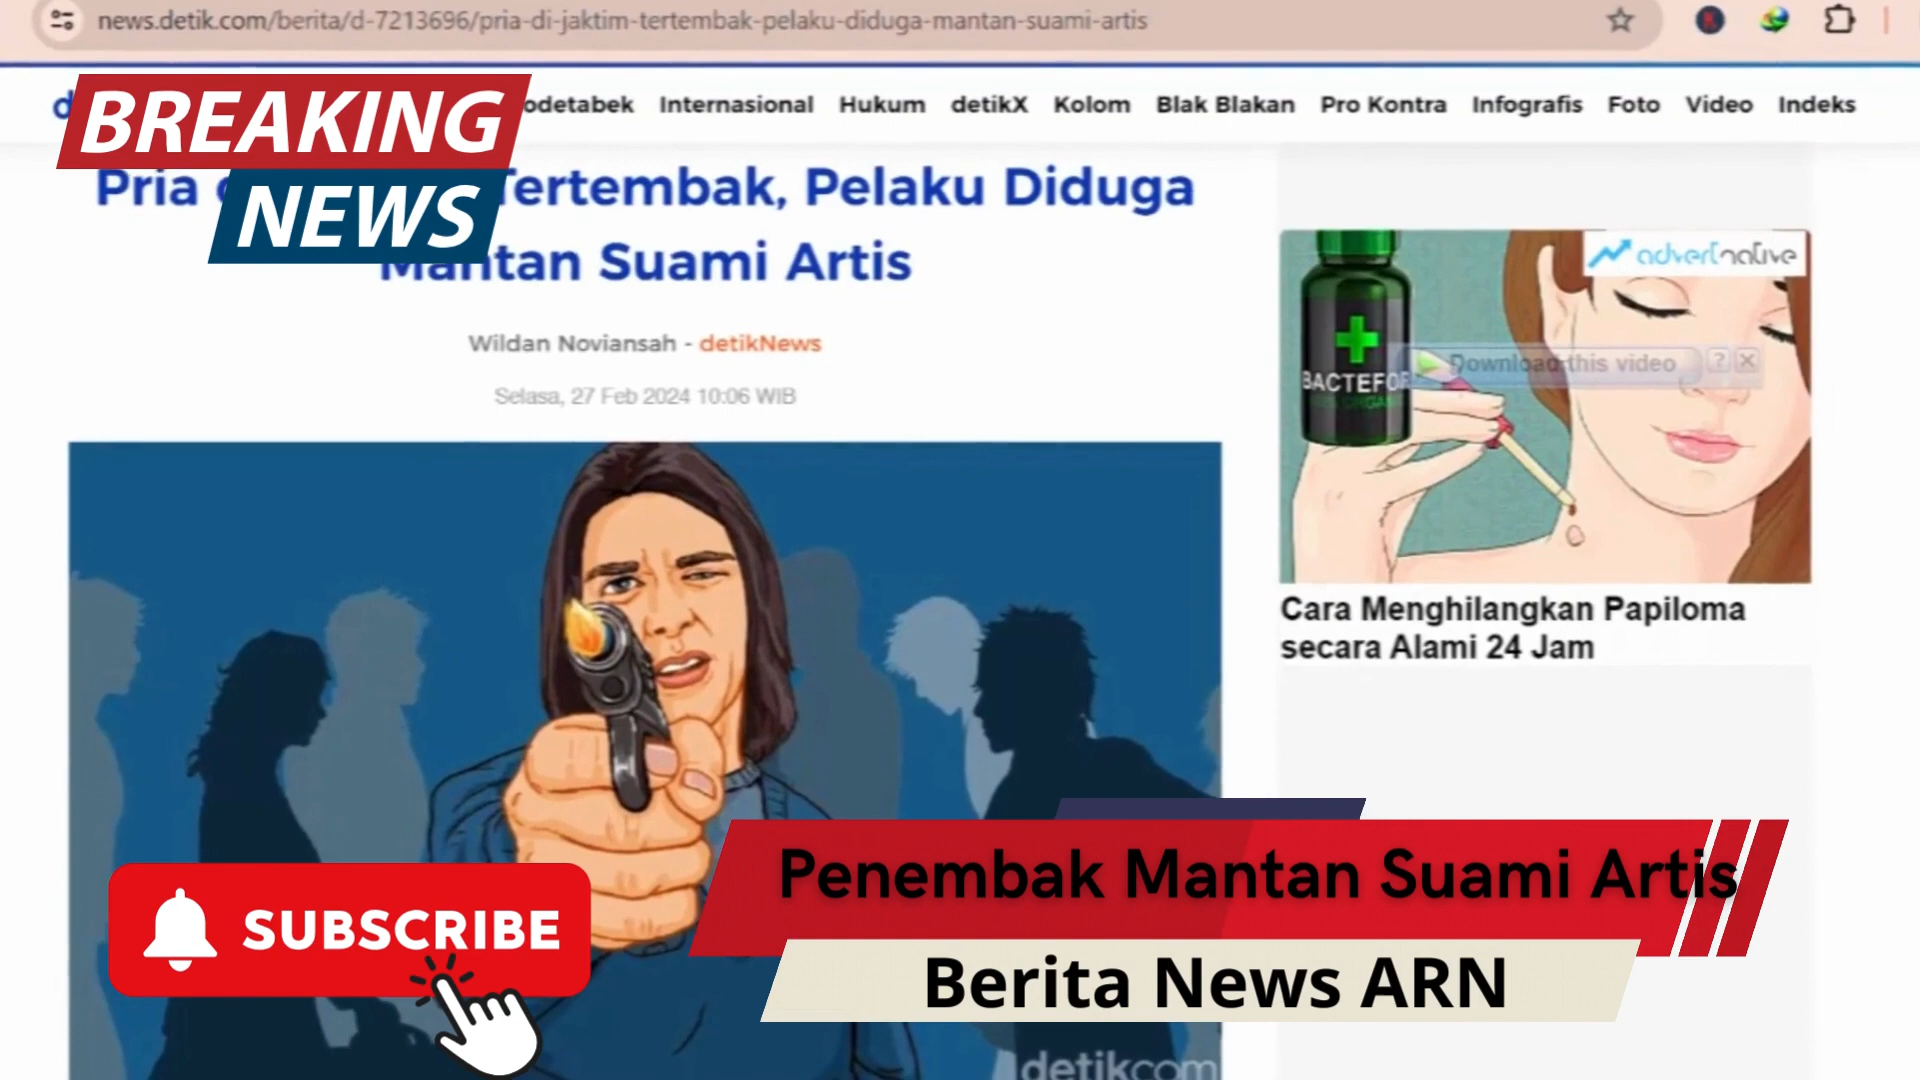 news.detik.com/berita/d-7213696/pria-di-jaktim-tertembak-pelaku-diduga-mantan-suami-artis
BREAKING
NEWS
odetabek Internasional Hukum detikX Kolom Blak Blakan Pro Kontra Infografis Foto Video Indeks
Pria Tertembak, Pelaku Diduga
Mantan Suami Artis
Wildan Noviansah - detikNews
Selasa, 27 Feb 2024 10:06 WIB
advertnative
BACTEFOR
Download this video ?
Cara Menghilangkan Papiloma
secara Alami 24 Jam
Penembak Mantan Suami Artis
SUBSCRIBE
Berita News ARN
detikcom